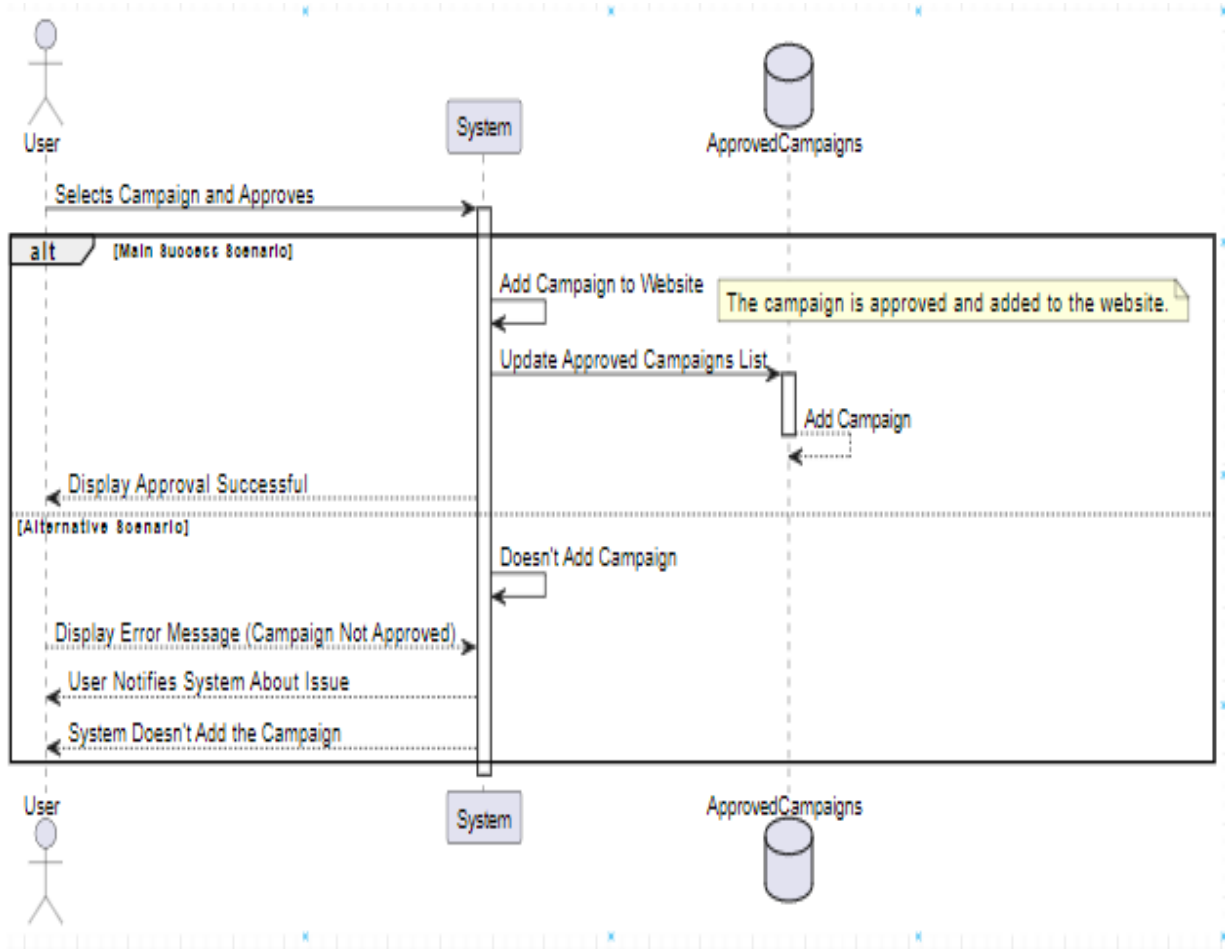 User
System
ApprovedCampaigns
Selects Campaign and Approves
alt
[Main Success Scenario]
Add Campaign to Website
The campaign is approved and added to the website.
Update Approved Campaigns List
Add Campaign
Display Approval Successful
[Alternative Scenario]
Doesn't Add Campaign
Display Error Message (Campaign Not Approved)
User Notifies System About Issue
System Doesn't Add the Campaign
User
System
ApprovedCampaigns